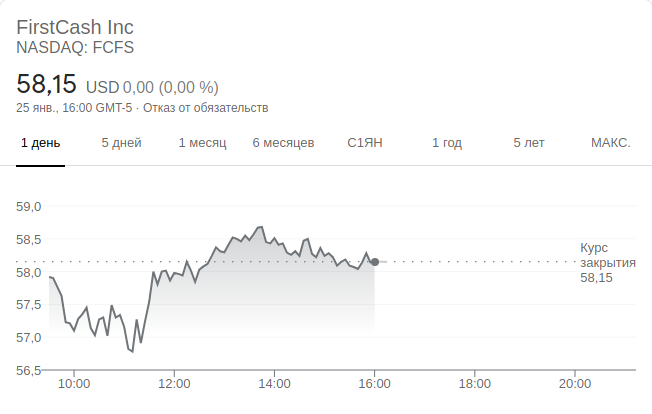 FirstCash Inc
NASDAQ: FCFS
58,15 USD 0,00 (0,00 %)
25 янв., 16:00 GMT-5 · Отказ от обязательств
1 день 5 дней 1 месяц 6 месяцев С1ЯН 1 год 5 лет МАКС.
59,0
58,5
Курс
закрытия
58,15
58,0
57,5
57,0
56,5
10:00 12:00 14:00 16:00 18:00 20:00